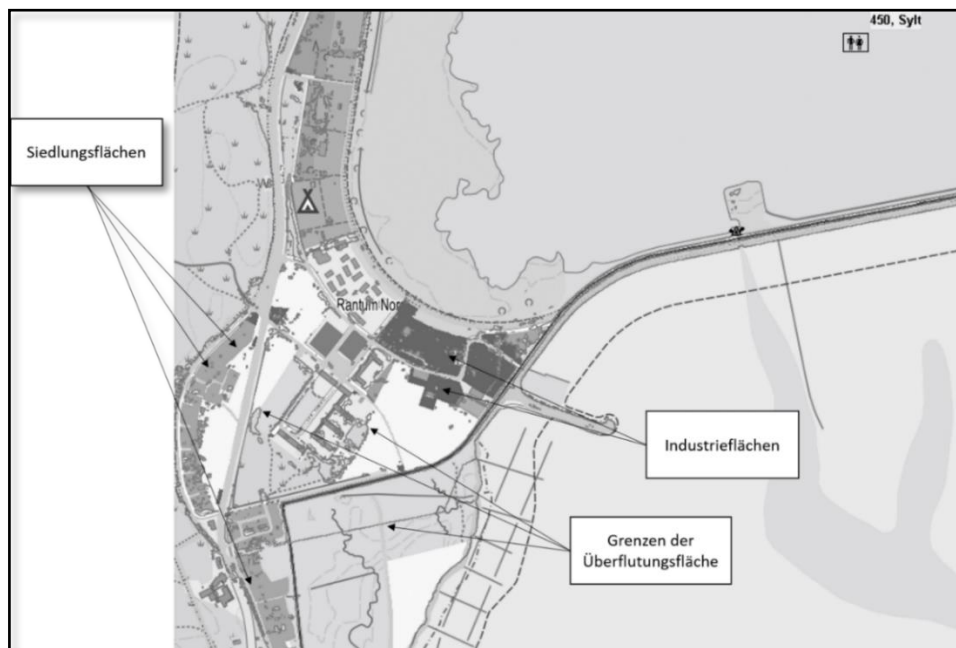 450, Sylt
Siedlungsflächen
Rantum Nor
Industrieflächen
Grenzen der
Überflutungsfläche